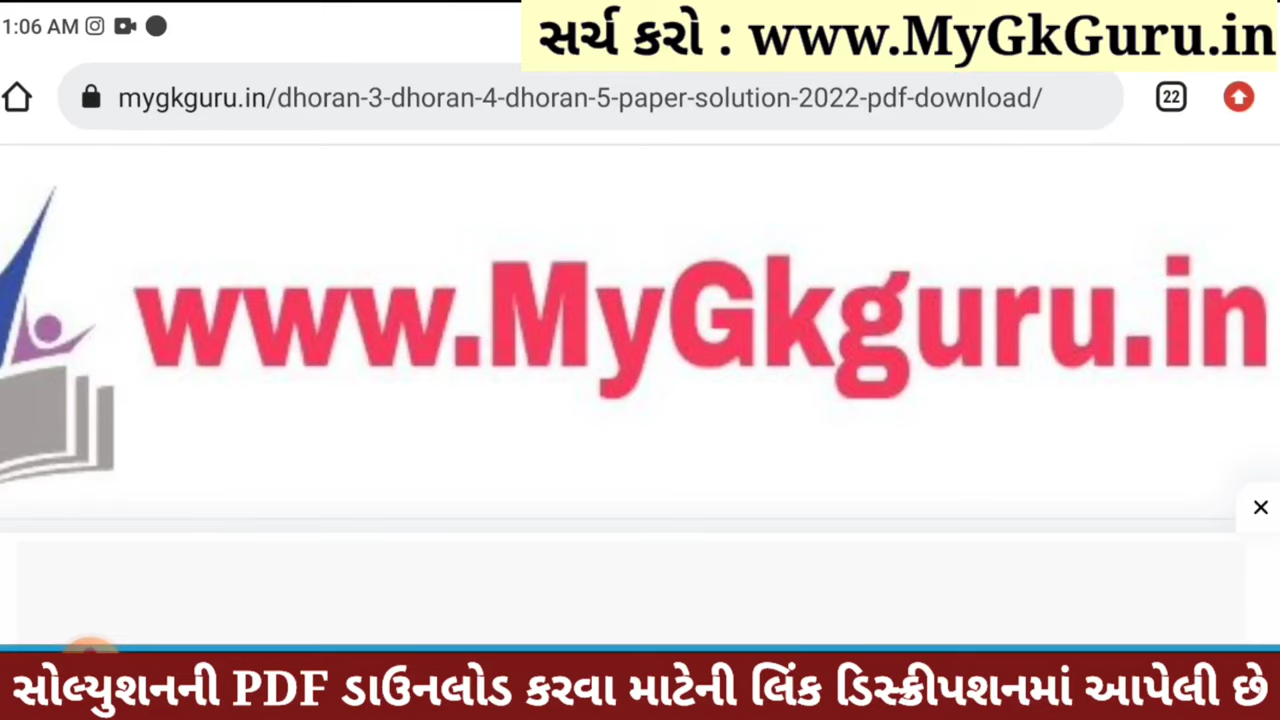 1:06 AM
સર્ચ કરો : www.MyGkGuru.in
mygkguru.in/dhoran-3-dhoran-4-dhoran-5-paper-solution-2022-pdf-download/
22
www.MyGkguru.in
સોલ્યુશનની PDF ડાઉનલોડ કરવા માટેની લિંક ડિસ્ક્રીપશનમાં આપેલી છે